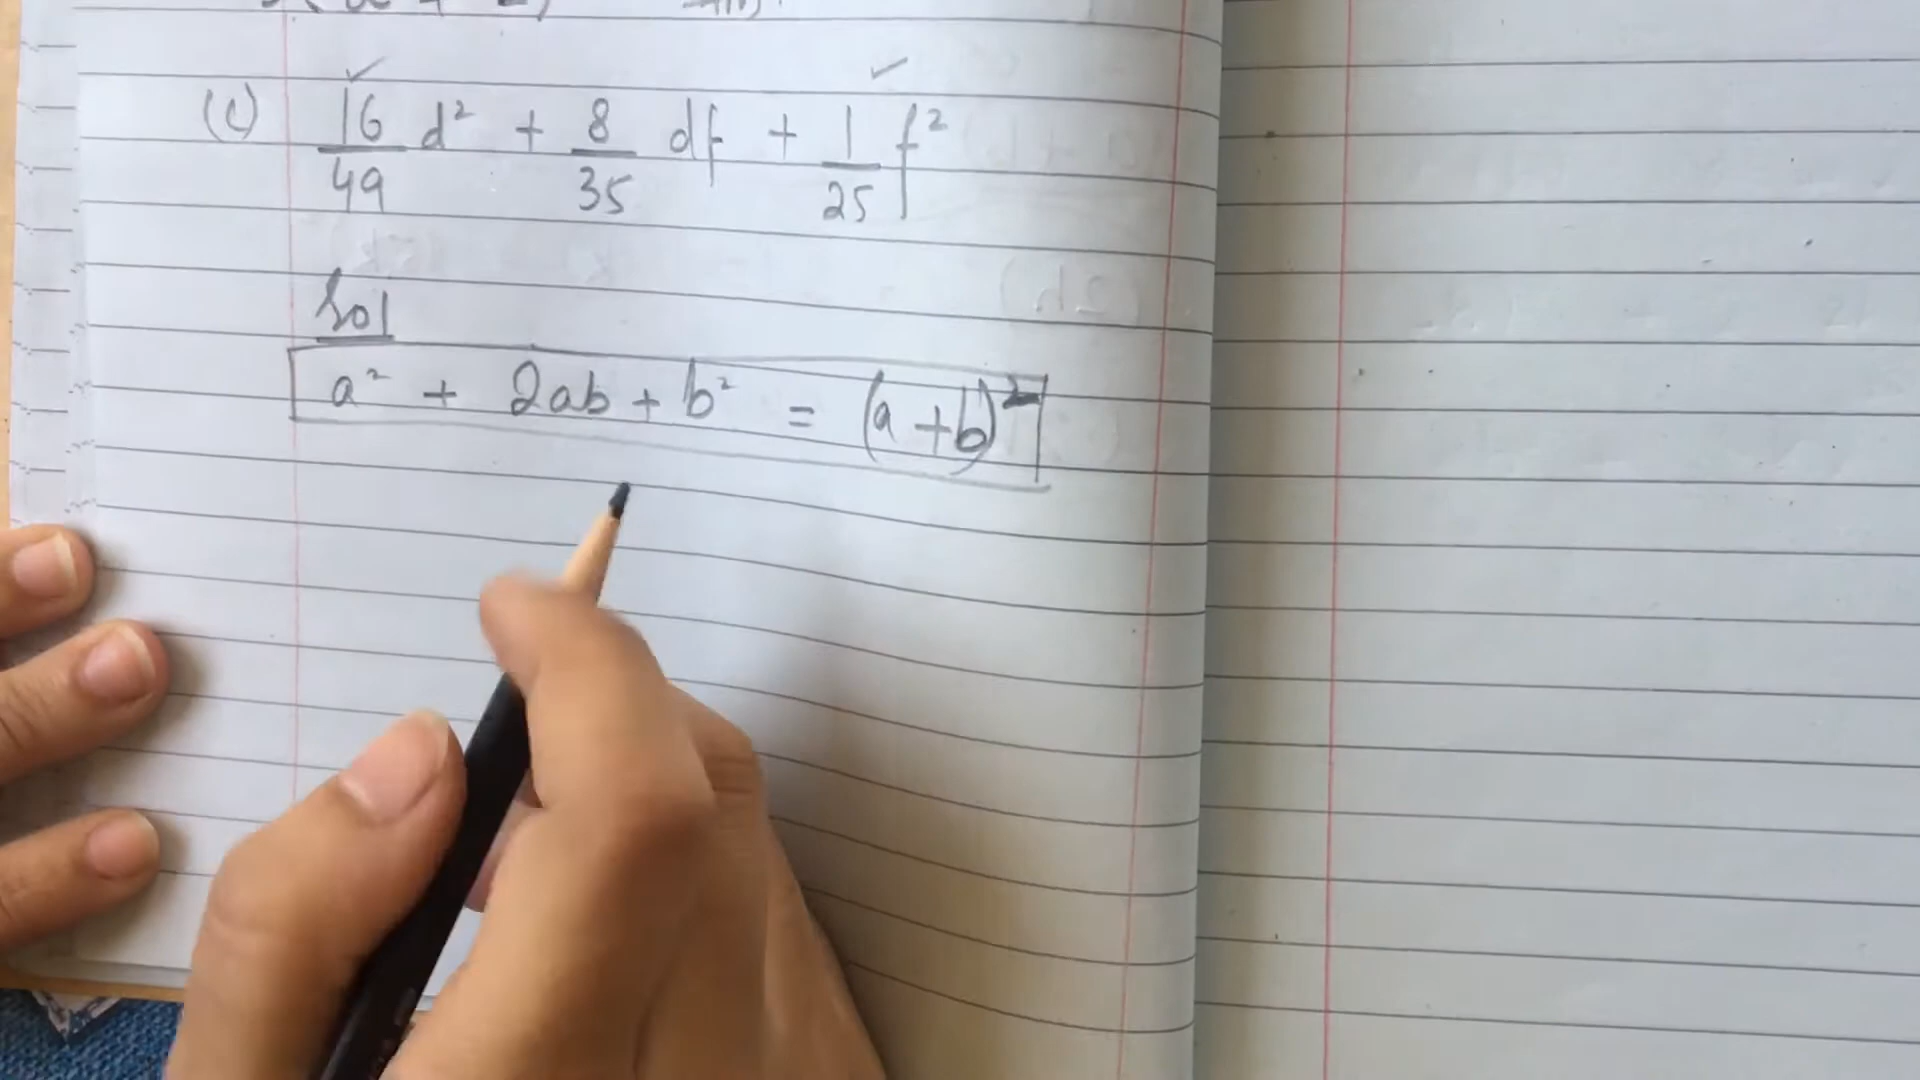 (c) 16/49 d² + 8/35 df + 1/25 f²
Sol
a² + 2ab + b² = (a + b)²